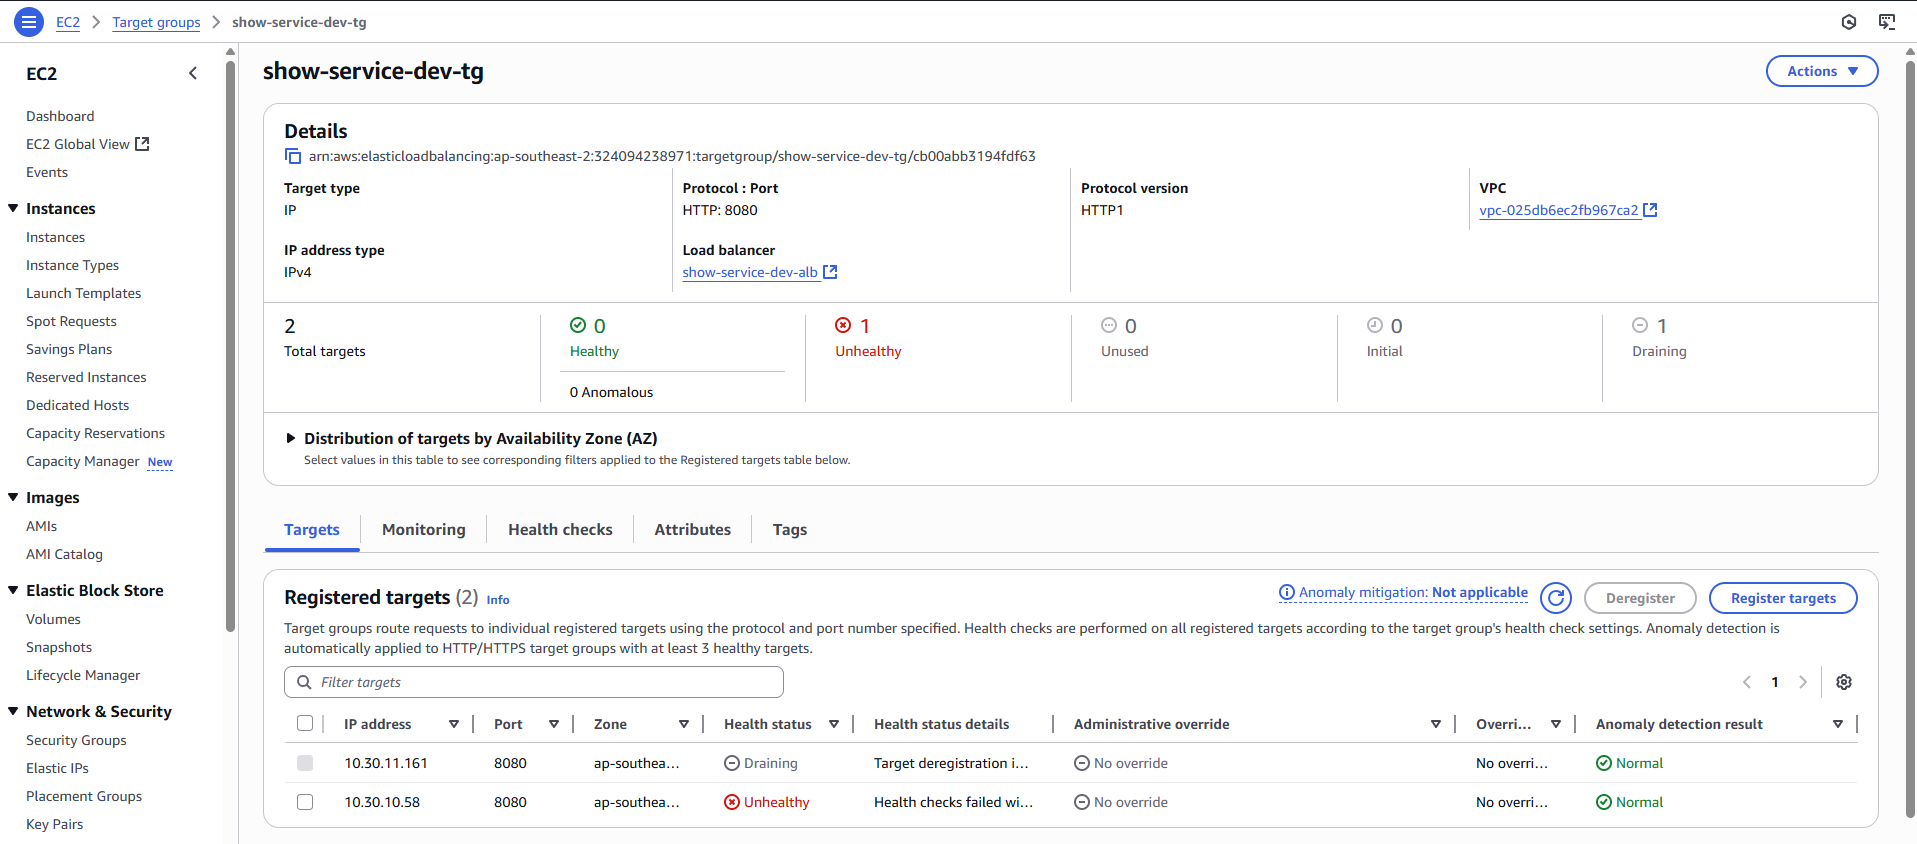 EC2 > Target groups > show-service-dev-tg
EC2
Dashboard
EC2 Global View
Events
Instances
Instances
Instance Types
Launch Templates
Spot Requests
Savings Plans
Reserved Instances
Dedicated Hosts
Capacity Reservations
Capacity Manager New
Images
AMIs
AMI Catalog
Elastic Block Store
Volumes
Snapshots
Lifecycle Manager
Network & Security
Security Groups
Elastic IPs
Placement Groups
Key Pairs
show-service-dev-tg
Actions
Details
arn:aws:elasticloadbalancing:ap-southeast-2:324094238971:targetgroup/show-service-dev-tg/cb00abb3194fdf63
Target type
IP
Protocol : Port
HTTP: 8080
Protocol version
HTTP1
VPC
vpc-025db6ec2fb967ca2
IP address type
IPv4
Load balancer
show-service-dev-alb
2
Total targets
0
Healthy
0 Anomalous
1
Unhealthy
0
Unused
0
Initial
1
Draining
Distribution of targets by Availability Zone (AZ)
Select values in this table to see corresponding filters applied to the Registered targets table below.
Targets Monitoring Health checks Attributes Tags
Registered targets (2) Info
Anomaly mitigation: Not applicable
Deregister
Register targets
Target groups route requests to individual registered targets using the protocol and port number specified. Health checks are performed on all registered targets according to the target group's health check settings. Anomaly detection is
automatically applied to HTTP/HTTPS target groups with at least 3 healthy targets.
Filter targets
1
IP address Port Zone Health status Health status details Administrative override Overri... Anomaly detection result
10.30.11.161 8080 ap-southea... Draining Target deregistration i... No override No overri... Normal
10.30.10.58 8080 ap-southea... Unhealthy Health checks failed wi... No override No overri... Normal